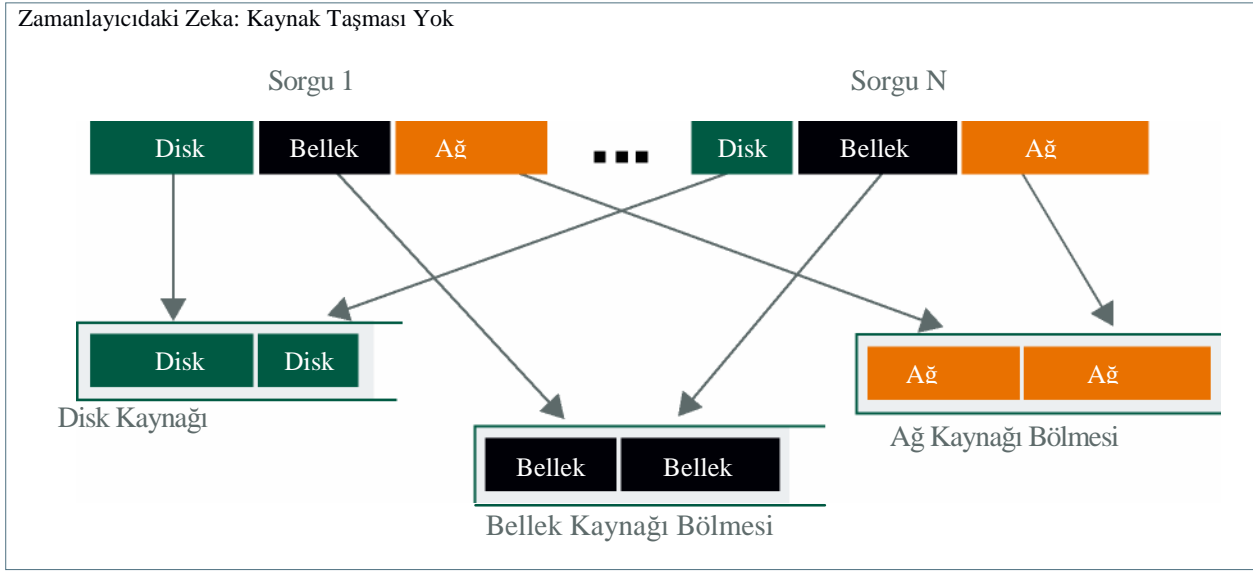 Zamanlayıcıdaki Zeka: Kaynak Taşması Yok
Sorgu 1
Sorgu N
Disk Bellek Ağ ... Disk Bellek Ağ
Disk Disk
Ağ Ağ
Disk Kaynağı
Ağ Kaynağı Bölmesi
Bellek Bellek
Bellek Kaynağı Bölmesi